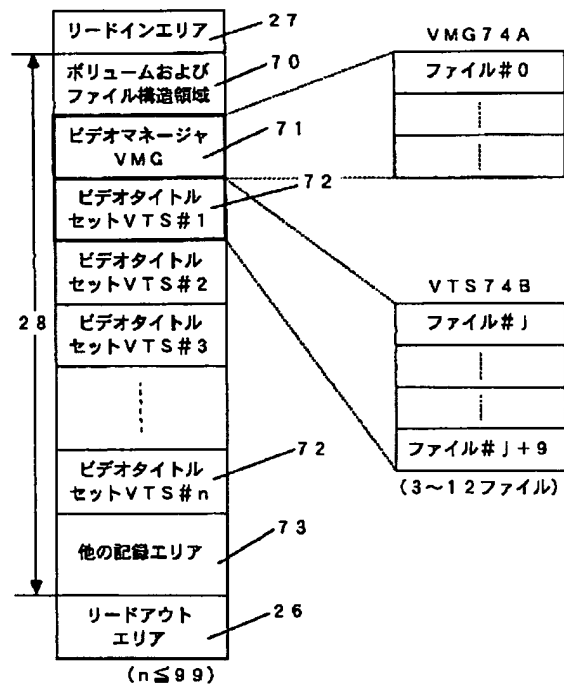 リードインエリア
27
ボリュームおよび
ファイル構造領域
70
ビデオマネージャ
VMG
71
ビデオタイトル
セットVTS#1
72
ビデオタイトル
セットVTS#2
ビデオタイトル
セットVTS#3
28
ビデオタイトル
セットVTS#n
72
他の記録エリア
73
リードアウト
エリア
26
(n≦99)
VMG74A
ファイル#0
VTS74B
ファイル#j
ファイル#j+9
(3～12ファイル)